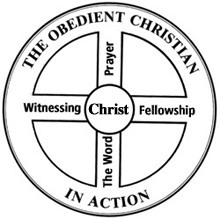 THE OBEDIENT CHRISTIAN
Prayer
Witnessing
Christ
Fellowship
The Word
IN ACTION